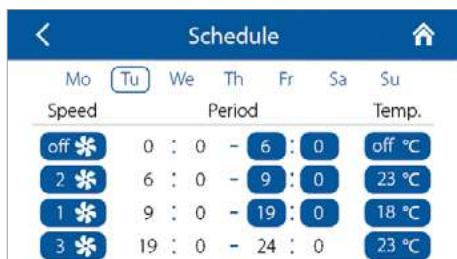 Schedule
Mo Tu We Th Fr Sa Su
Speed Period Temp.
off 0 : 0 - 6 : 0 off °C
2 6 : 0 - 9 : 0 23 °C
1 9 : 0 - 19 : 0 18 °C
3 19 : 0 - 24 : 0 23 °C